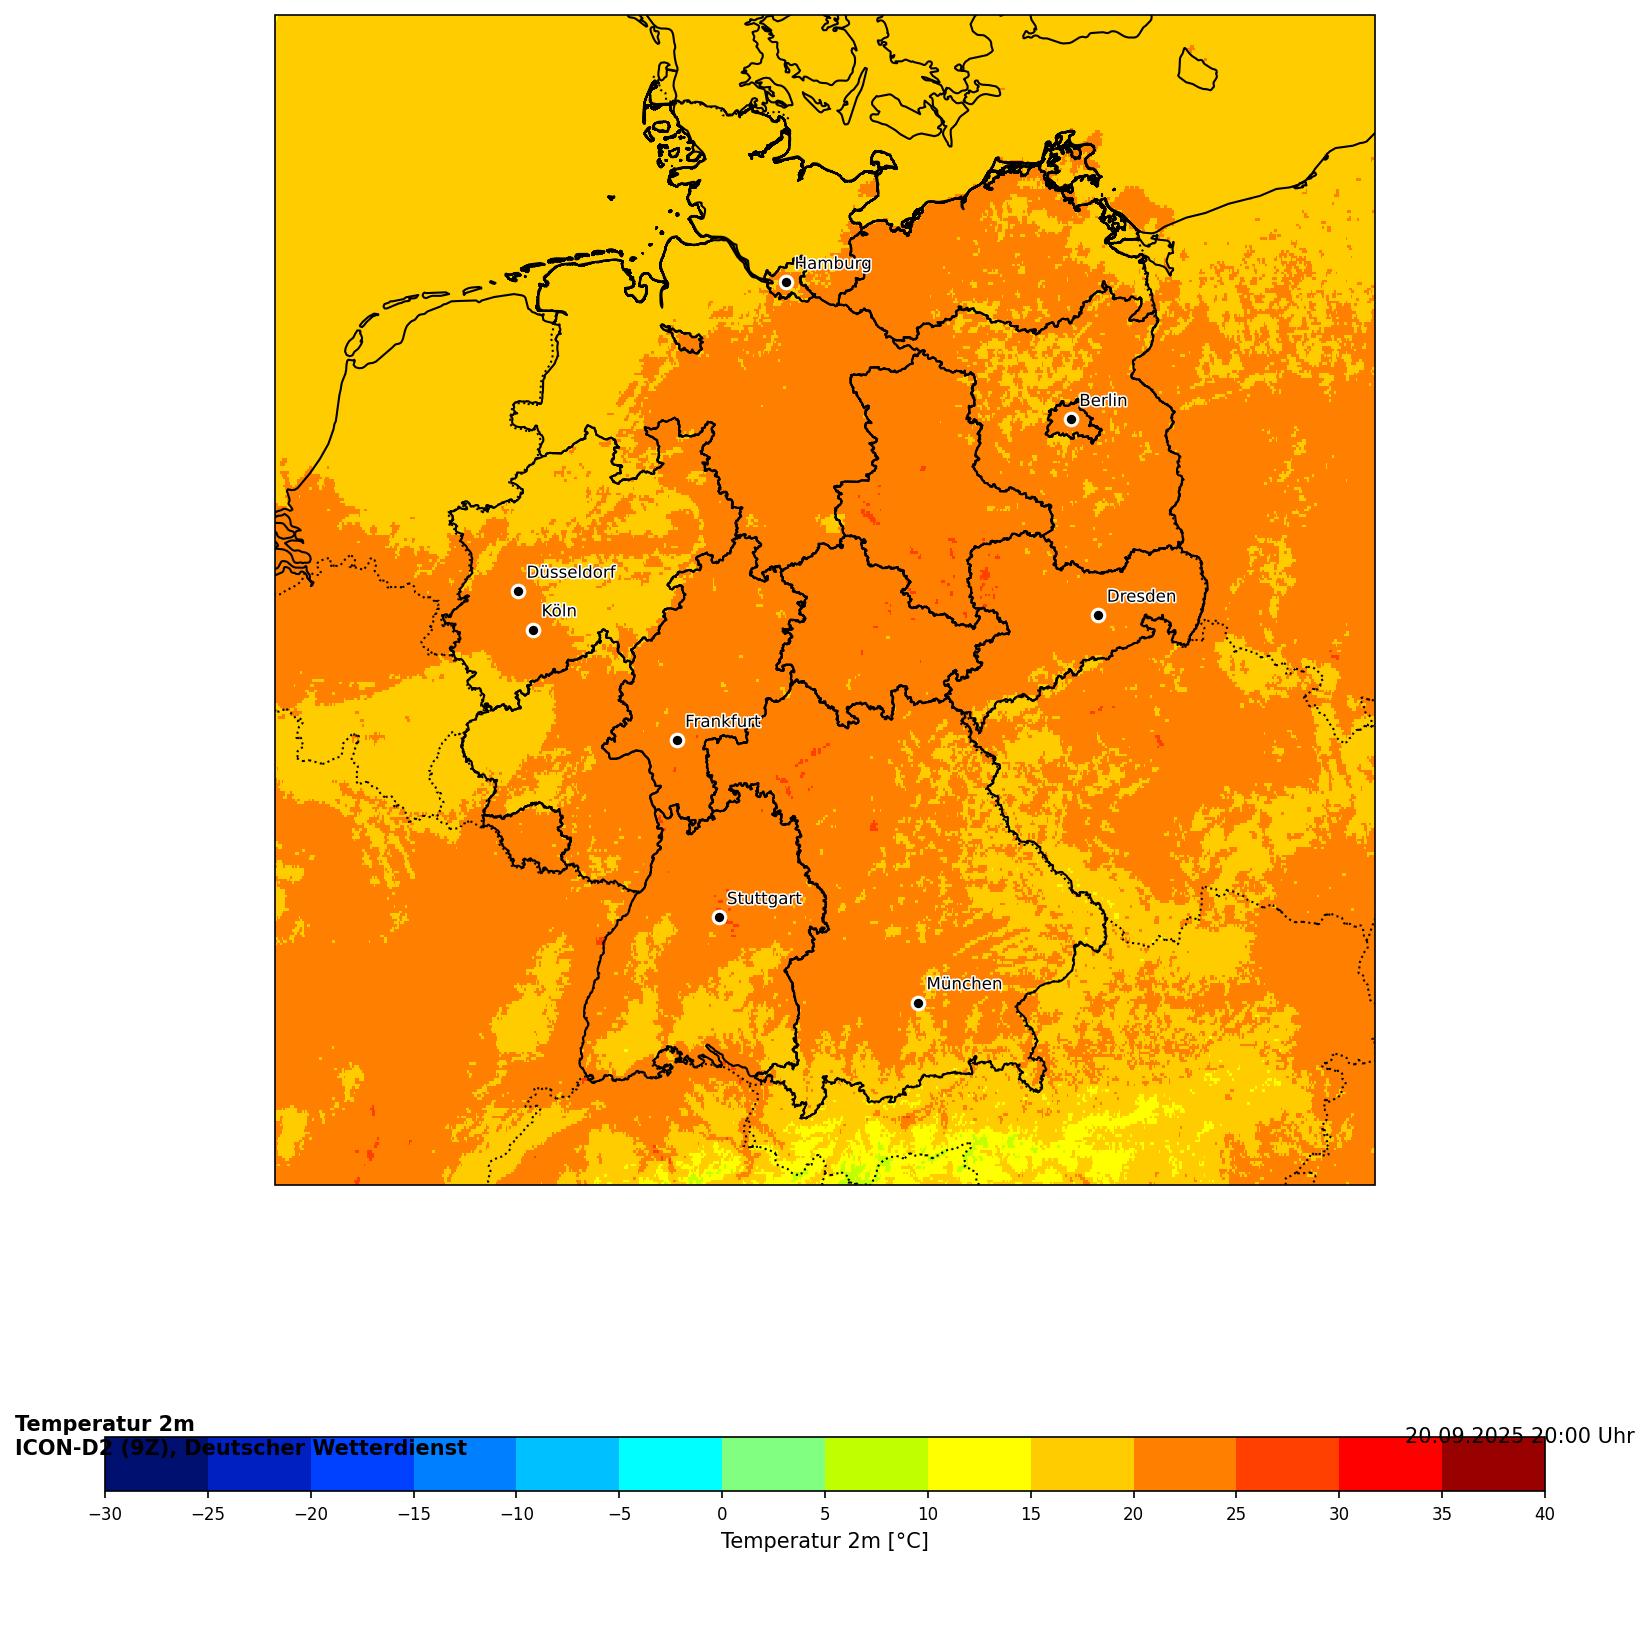 Hamburg
Berlin
Düsseldorf
Dresden
Köln
Frankfurt
Stuttgart
München
Temperatur 2m
ICON-D2 (9Z), Deutscher Wetterdienst
20.09.2025 20:00 Uhr
−30 −25 −20 −15 −10 −5 0 5 10 15 20 25 30 35 40
Temperatur 2m [°C]